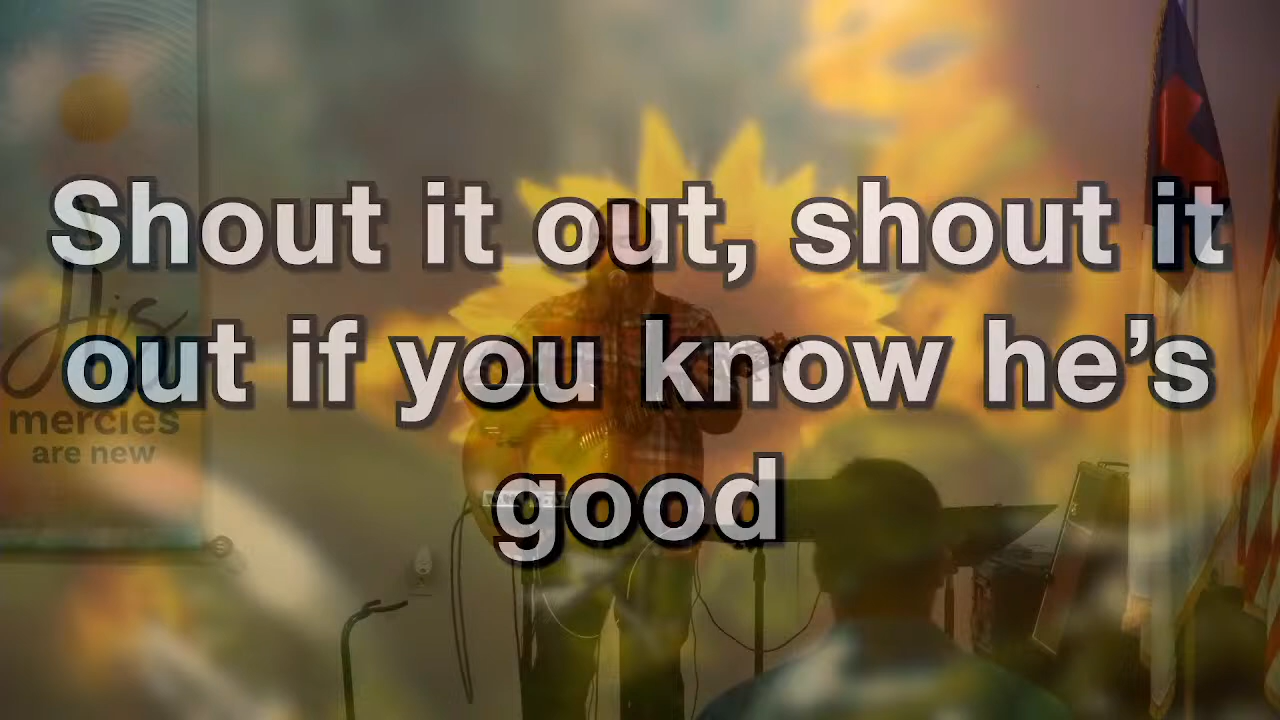 Shout it out, shout it
out if you know he’s
good
His
mercies
are new